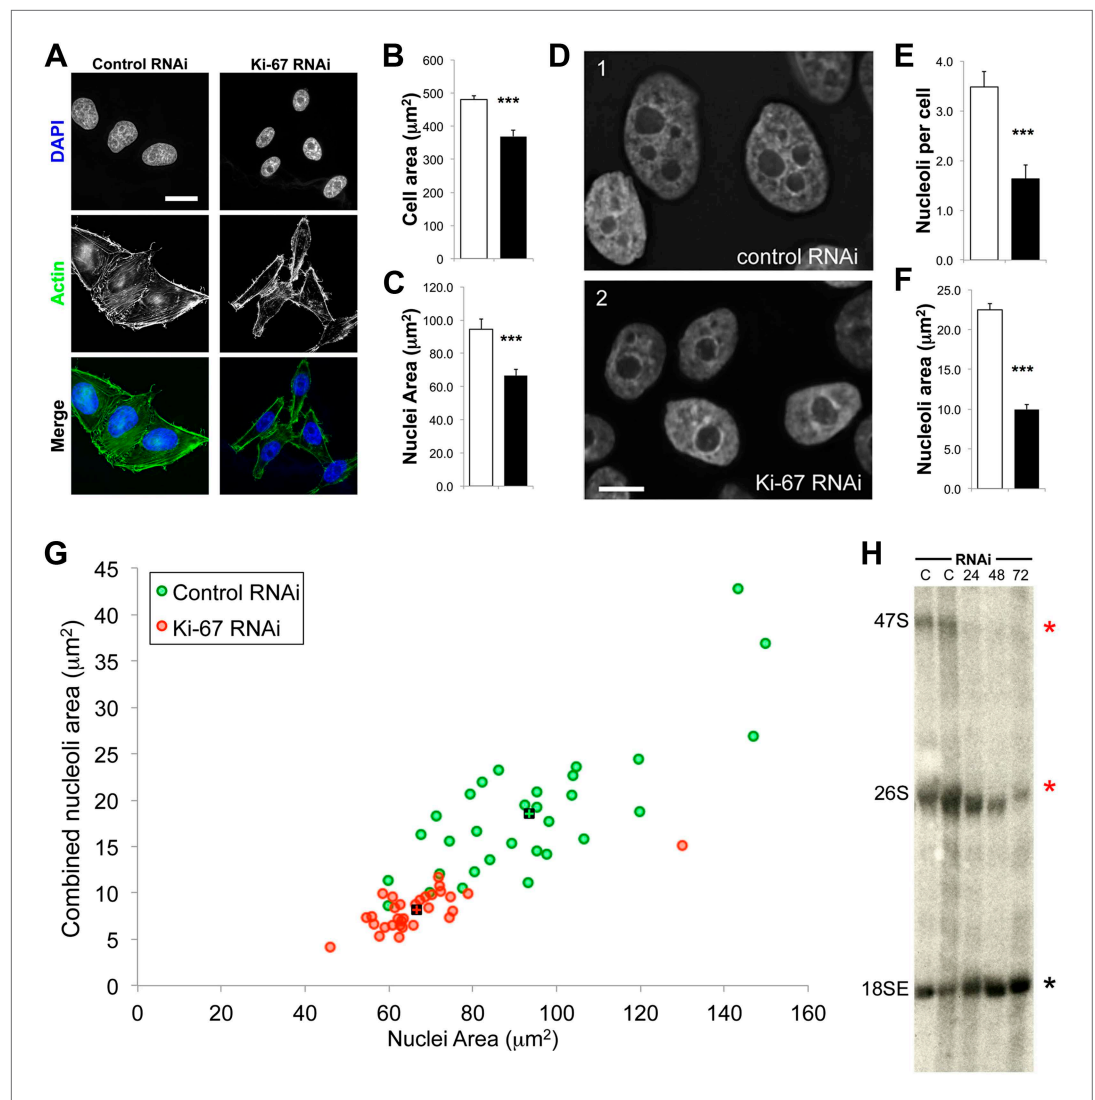 A
Control RNAi
Ki-67 RNAi
DAPI
Actin
Merge
B
600
500
400
300
200
100
0
Cell area (μm2)
***
C
120.0
100.0
80.0
60.0
40.0
20.0
0.0
Nuclei Area (μm2)
***
D
1
control RNAi
2
Ki-67 RNAi
E
4.0
3.0
2.0
1.0
0.0
Nucleoli per cell
***
F
25.0
20.0
15.0
10.0
5.0
0.0
Nucleoli area (μm2)
***
G
45
40
35
30
25
20
15
10
5
0
Combined nucleoli area (μm2)
Control RNAi
Ki-67 RNAi
0 20 40 60 80 100 120 140 160
Nuclei Area (μm2)
H
RNAi
C C 24 48 72
47S *
26S *
18SE *